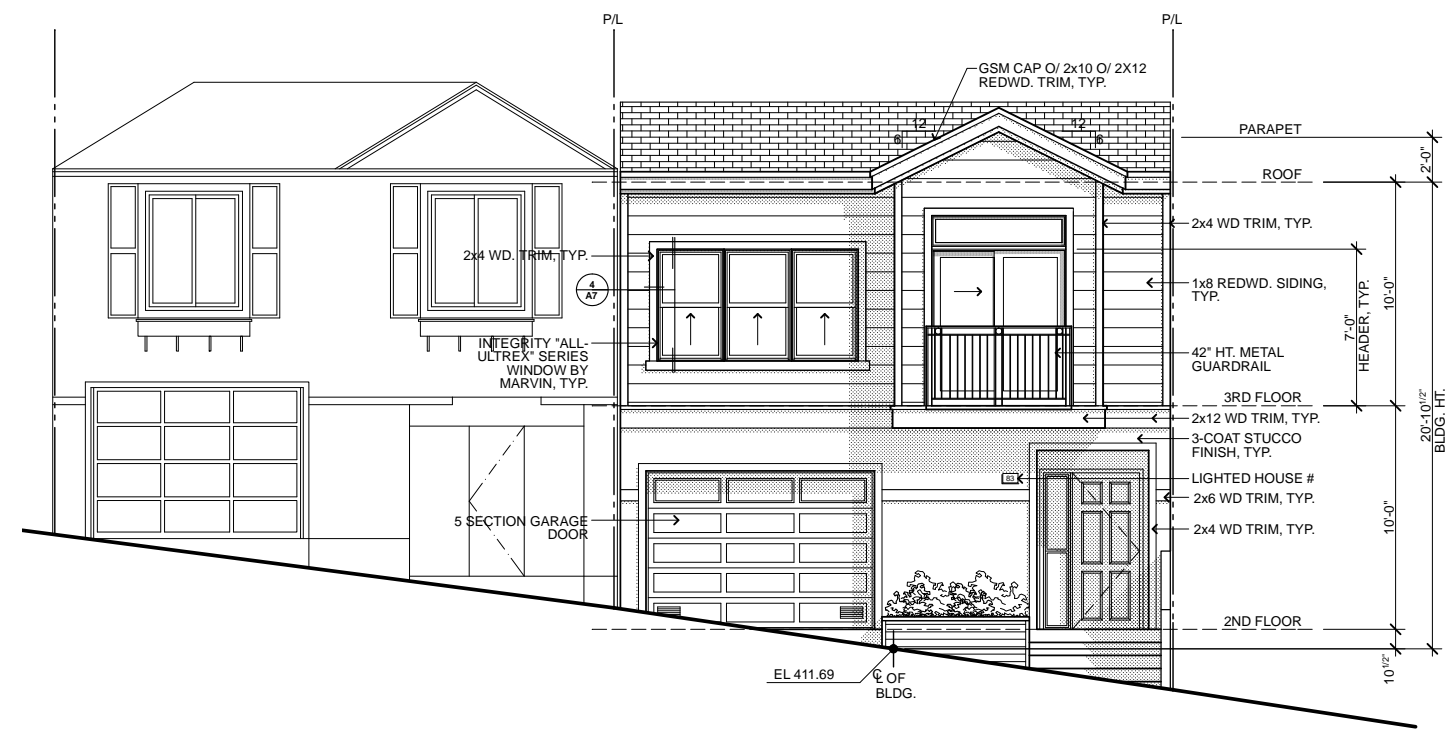 P/L
P/L
GSM CAP O/ 2x10 O/ 2X12
REDWD. TRIM, TYP.
12
6
12
6
PARAPET
2'-0"
ROOF
2x4 WD TRIM, TYP.
2x4 WD. TRIM, TYP.
4
A7
1x8 REDWD. SIDING,
TYP.
7'-0"
HEADER, TYP.
10'-0"
INTEGRITY "ALL-
ULTREX" SERIES
WINDOW BY
MARVIN, TYP.
42" HT. METAL
GUARDRAIL
3RD FLOOR
2x12 WD TRIM, TYP.
20'-10 1/2"
BLDG. HT.
3-COAT STUCCO
FINISH, TYP.
83
LIGHTED HOUSE #
2x6 WD TRIM, TYP.
5 SECTION GARAGE
DOOR
2x4 WD TRIM, TYP.
10'-0"
2ND FLOOR
10 1/2"
EL 411.69
℄ OF
BLDG.